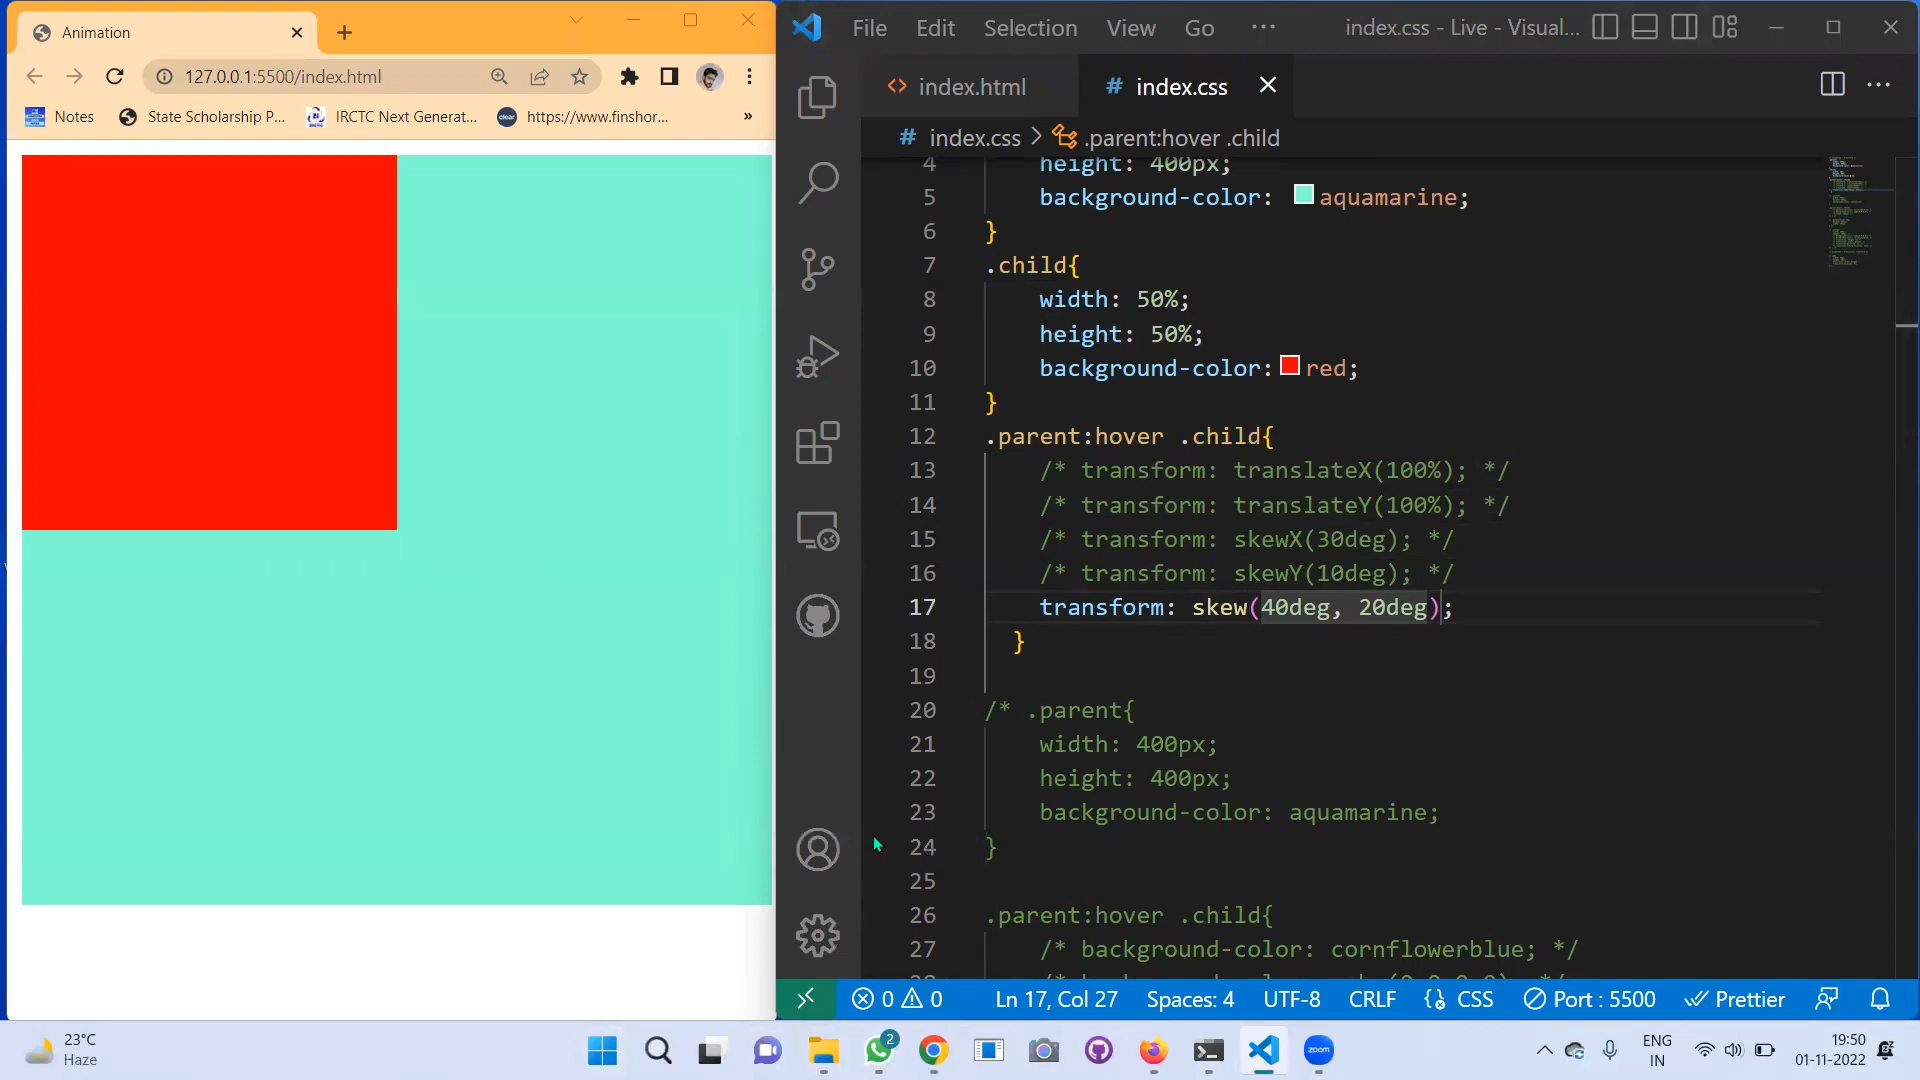 Animation
127.0.0.1:5500/index.html
Notes
State Scholarship P...
IRCTC Next Generat...
clear
https://www.finshor...
»
File Edit Selection View Go ···
index.css - Live - Visual...
index.html
# index.css
# index.css > .parent:hover .child
4 height: 400px;
5 background-color: aquamarine;
6 }
7 .child{
8 width: 50%;
9 height: 50%;
10 background-color: red;
11 }
12 .parent:hover .child{
13 /* transform: translateX(100%); */
14 /* transform: translateY(100%); */
15 /* transform: skewX(30deg); */
16 /* transform: skewY(10deg); */
17 transform: skew(40deg, 20deg);
18 }
19
20 /* .parent{
21 width: 400px;
22 height: 400px;
23 background-color: aquamarine;
24 }
25
26 .parent:hover .child{
27 /* background-color: cornflowerblue; */
0 0 Ln 17, Col 27 Spaces: 4 UTF-8 CRLF CSS Port : 5500 Prettier
23°C
Haze
2
zoom
ENG
IN
19:50
01-11-2022